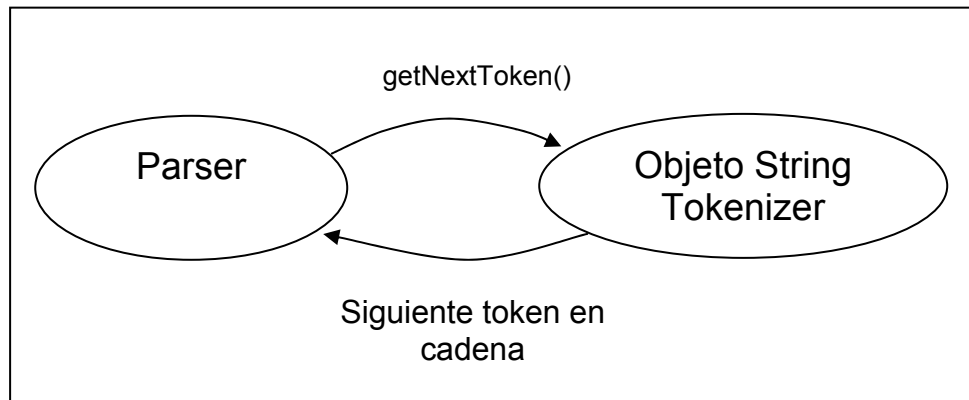 getNextToken()
Parser
Objeto String
Tokenizer
Siguiente token en
cadena